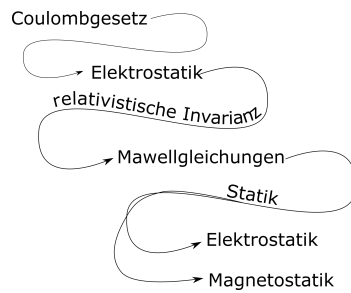 Coulombgesetz
Elektrostatik
relativistische Invarianz
Mawellgleichungen
Statik
Elektrostatik
Magnetostatik